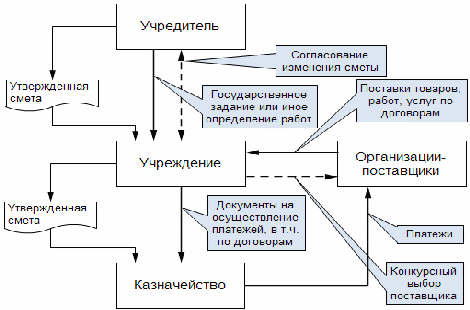 Учредитель
Согласование
изменения сметы
Утвержденная
смета
Государственное
задание или иное
определение работ
Поставки товаров,
работ, услуг по
договорам
Учреждение
Организации-
поставщики
Утвержденная
смета
Документы на
осуществление
платежей, в т.ч.
по договорам
Платежи
Казначейство
Конкурсный
выбор
поставщика